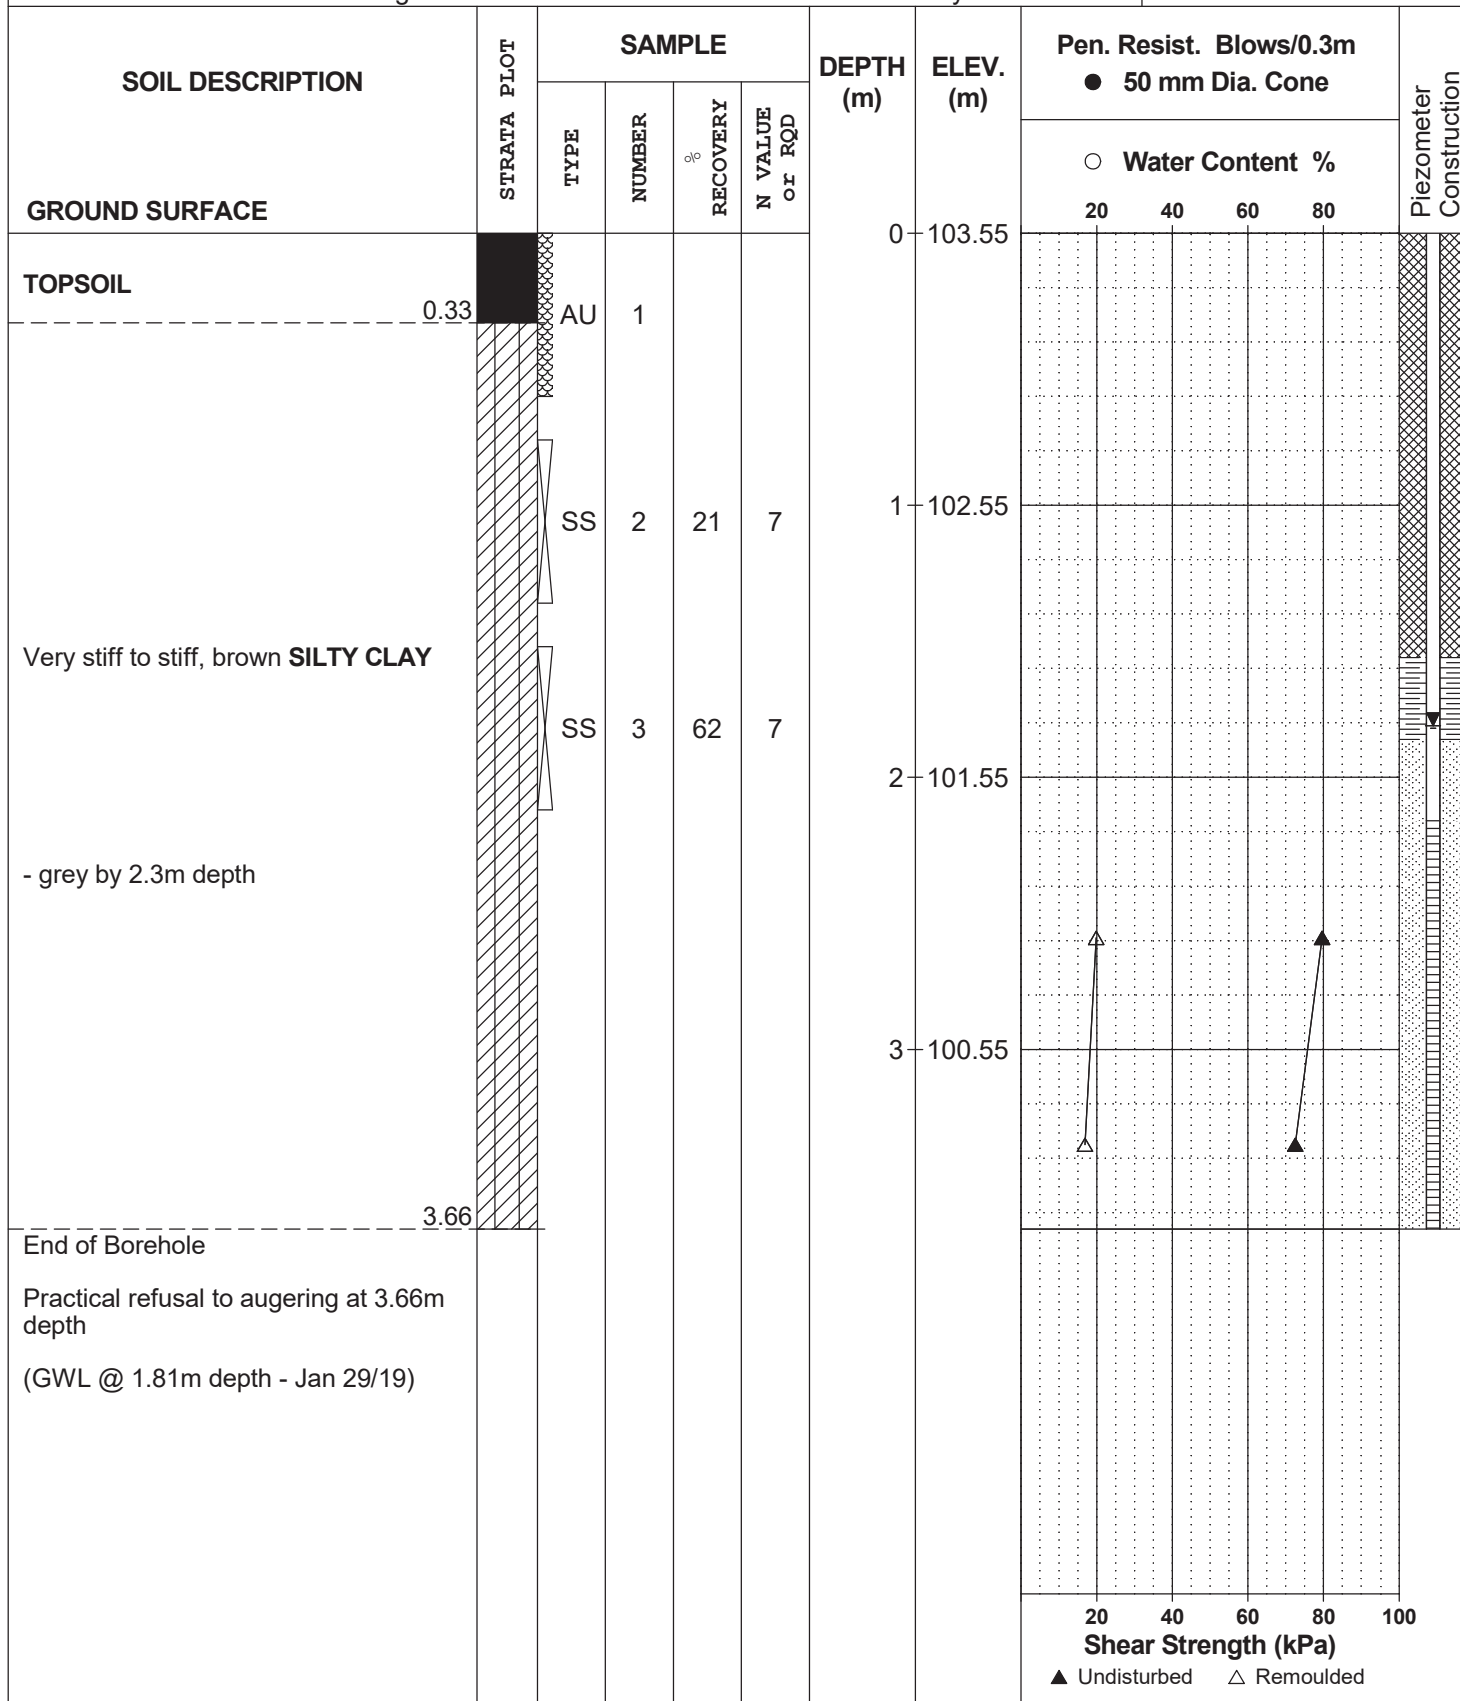 SOIL DESCRIPTION
GROUND SURFACE
STRATA PLOT
SAMPLE
TYPE
NUMBER
%
RECOVERY
N VALUE
or RQD
DEPTH
(m)
ELEV.
(m)
Pen. Resist. Blows/0.3m
● 50 mm Dia. Cone
○ Water Content %
20 40 60 80
Piezometer
Construction
0 103.55
TOPSOIL
0.33
AU 1
SS 2 21 7
1 102.55
Very stiff to stiff, brown SILTY CLAY
SS 3 62 7
2 101.55
- grey by 2.3m depth
3 100.55
3.66
End of Borehole
Practical refusal to augering at 3.66m
depth
(GWL @ 1.81m depth - Jan 29/19)
20 40 60 80 100
Shear Strength (kPa)
▲ Undisturbed △ Remoulded